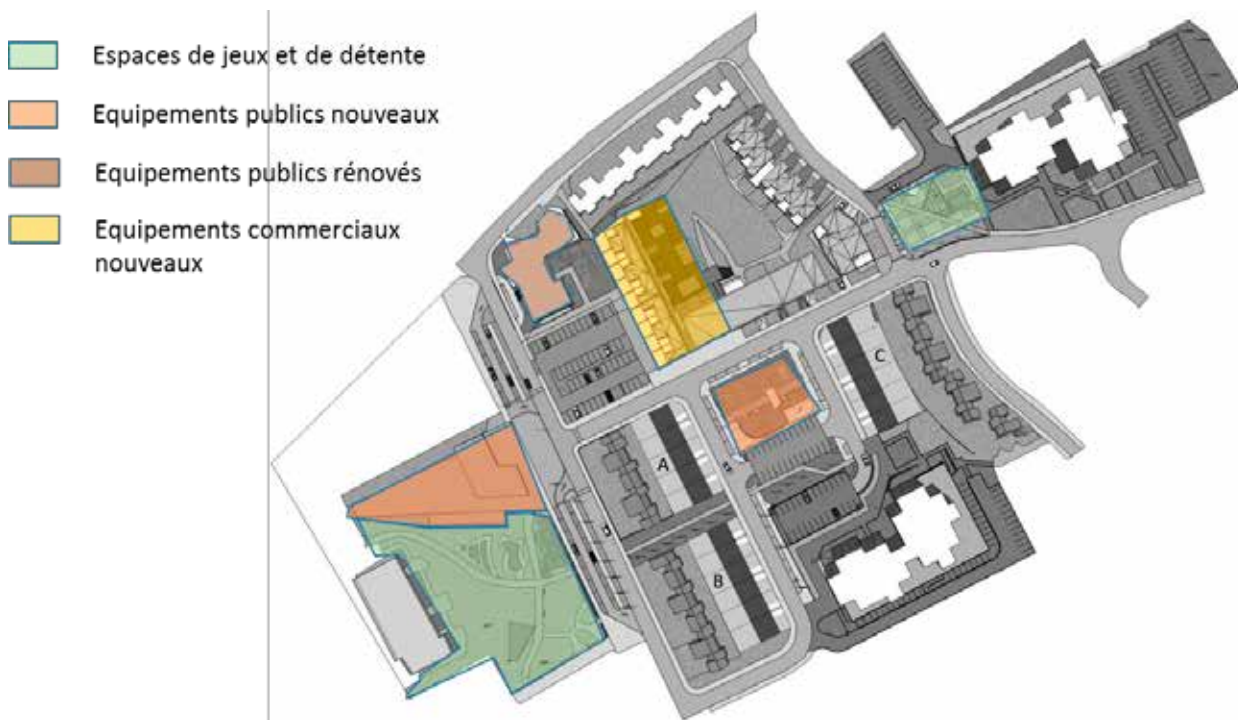 Espaces de jeux et de détente
Equipements publics nouveaux
Equipements publics rénovés
Equipements commerciaux
nouveaux
C
A
B